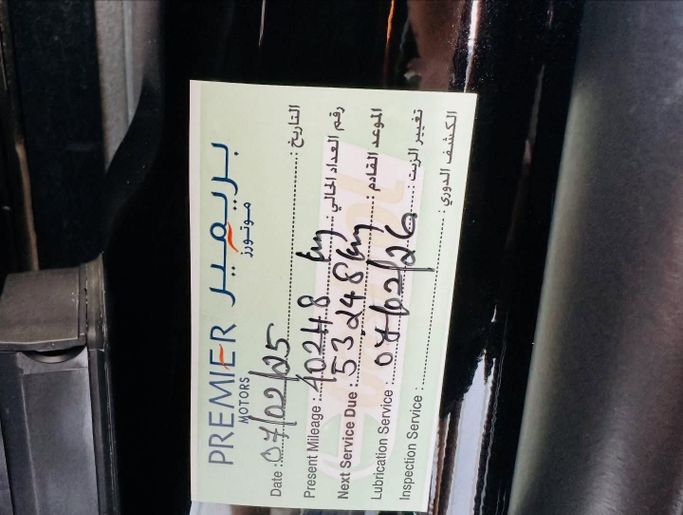 PREMIER بريمير
MOTORS موتورز
Date : 07/02/25 التاريخ :
Present Mileage : 40248 km رقم العداد الحالي :
Next Service Due : 53248 km الموعد القادم :
Lubrication Service : 07/02/26 تغيير الزيت :
Inspection Service : الكشف الدوري :